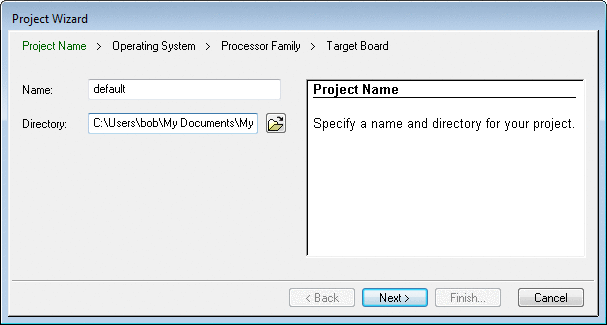 Project Wizard
Project Name > Operating System > Processor Family > Target Board
Name: default
Directory: C:\Users\bob\My Documents\My
Project Name
Specify a name and directory for your project.
< Back Next > Finish... Cancel